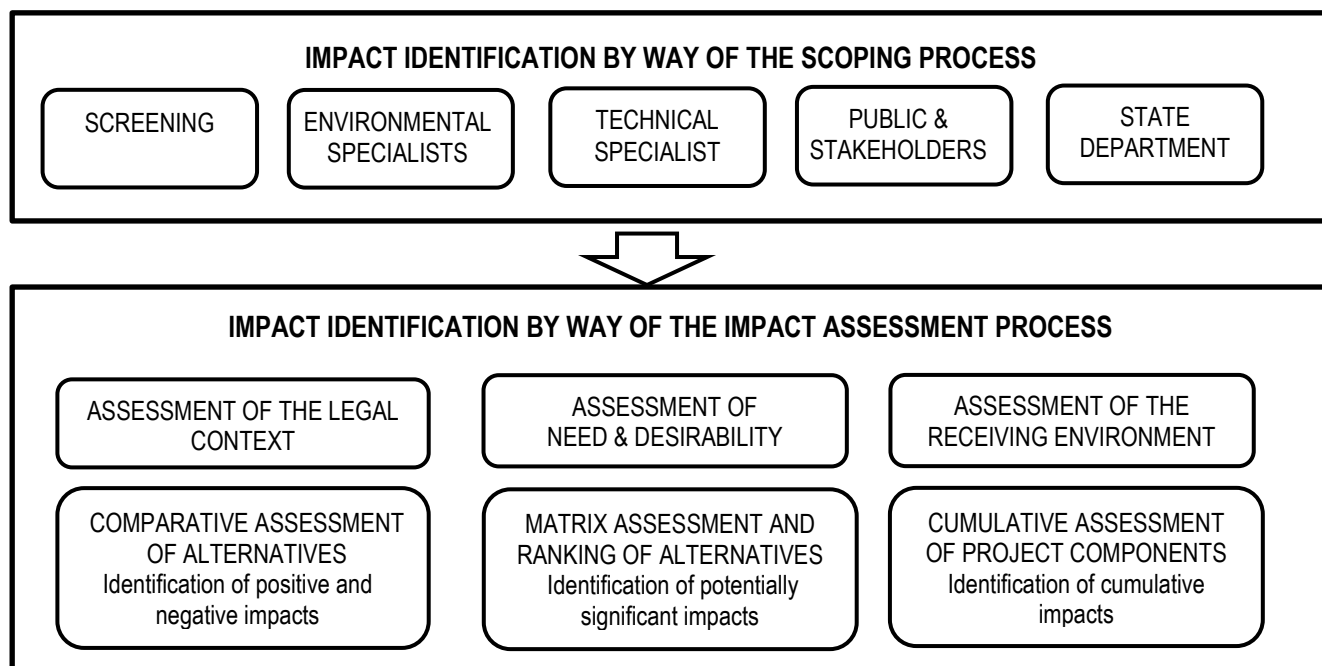 IMPACT IDENTIFICATION BY WAY OF THE SCOPING PROCESS
SCREENING
ENVIRONMENTAL
SPECIALISTS
TECHNICAL
SPECIALIST
PUBLIC &
STAKEHOLDERS
STATE
DEPARTMENT
IMPACT IDENTIFICATION BY WAY OF THE IMPACT ASSESSMENT PROCESS
ASSESSMENT OF THE LEGAL
CONTEXT
ASSESSMENT OF
NEED & DESIRABILITY
ASSESSMENT OF THE
RECEIVING ENVIRONMENT
COMPARATIVE ASSESSMENT
OF ALTERNATIVES
Identification of positive and
negative impacts
MATRIX ASSESSMENT AND
RANKING OF ALTERNATIVES
Identification of potentially
significant impacts
CUMULATIVE ASSESSMENT
OF PROJECT COMPONENTS
Identification of cumulative
impacts